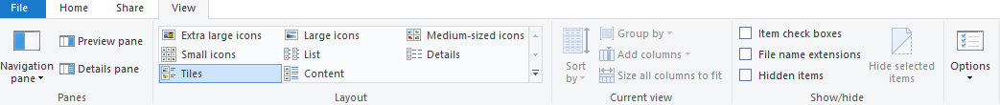 File Home Share View
Extra large icons Large icons Medium-sized icons
Small icons List Details
Tiles Content
Navigation pane
Preview pane
Details pane
Sort by
Group by
Add columns
Size all columns to fit
Item check boxes
File name extensions
Hidden items
Hide selected items
Options
Panes Layout Current view Show/hide